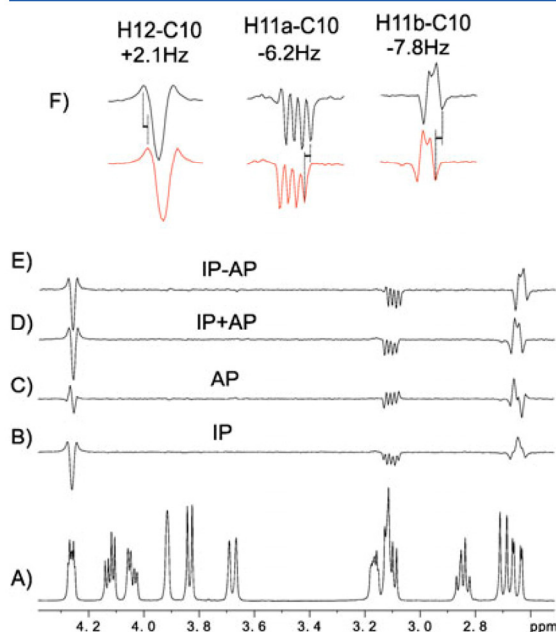 H12-C10 H11a-C10 H11b-C10
+2.1Hz -6.2Hz -7.8Hz
F)
E) IP-AP
D) IP+AP
C) AP
B) IP
A)
4.2 4.0 3.8 3.6 3.4 3.2 3.0 2.8 ppm